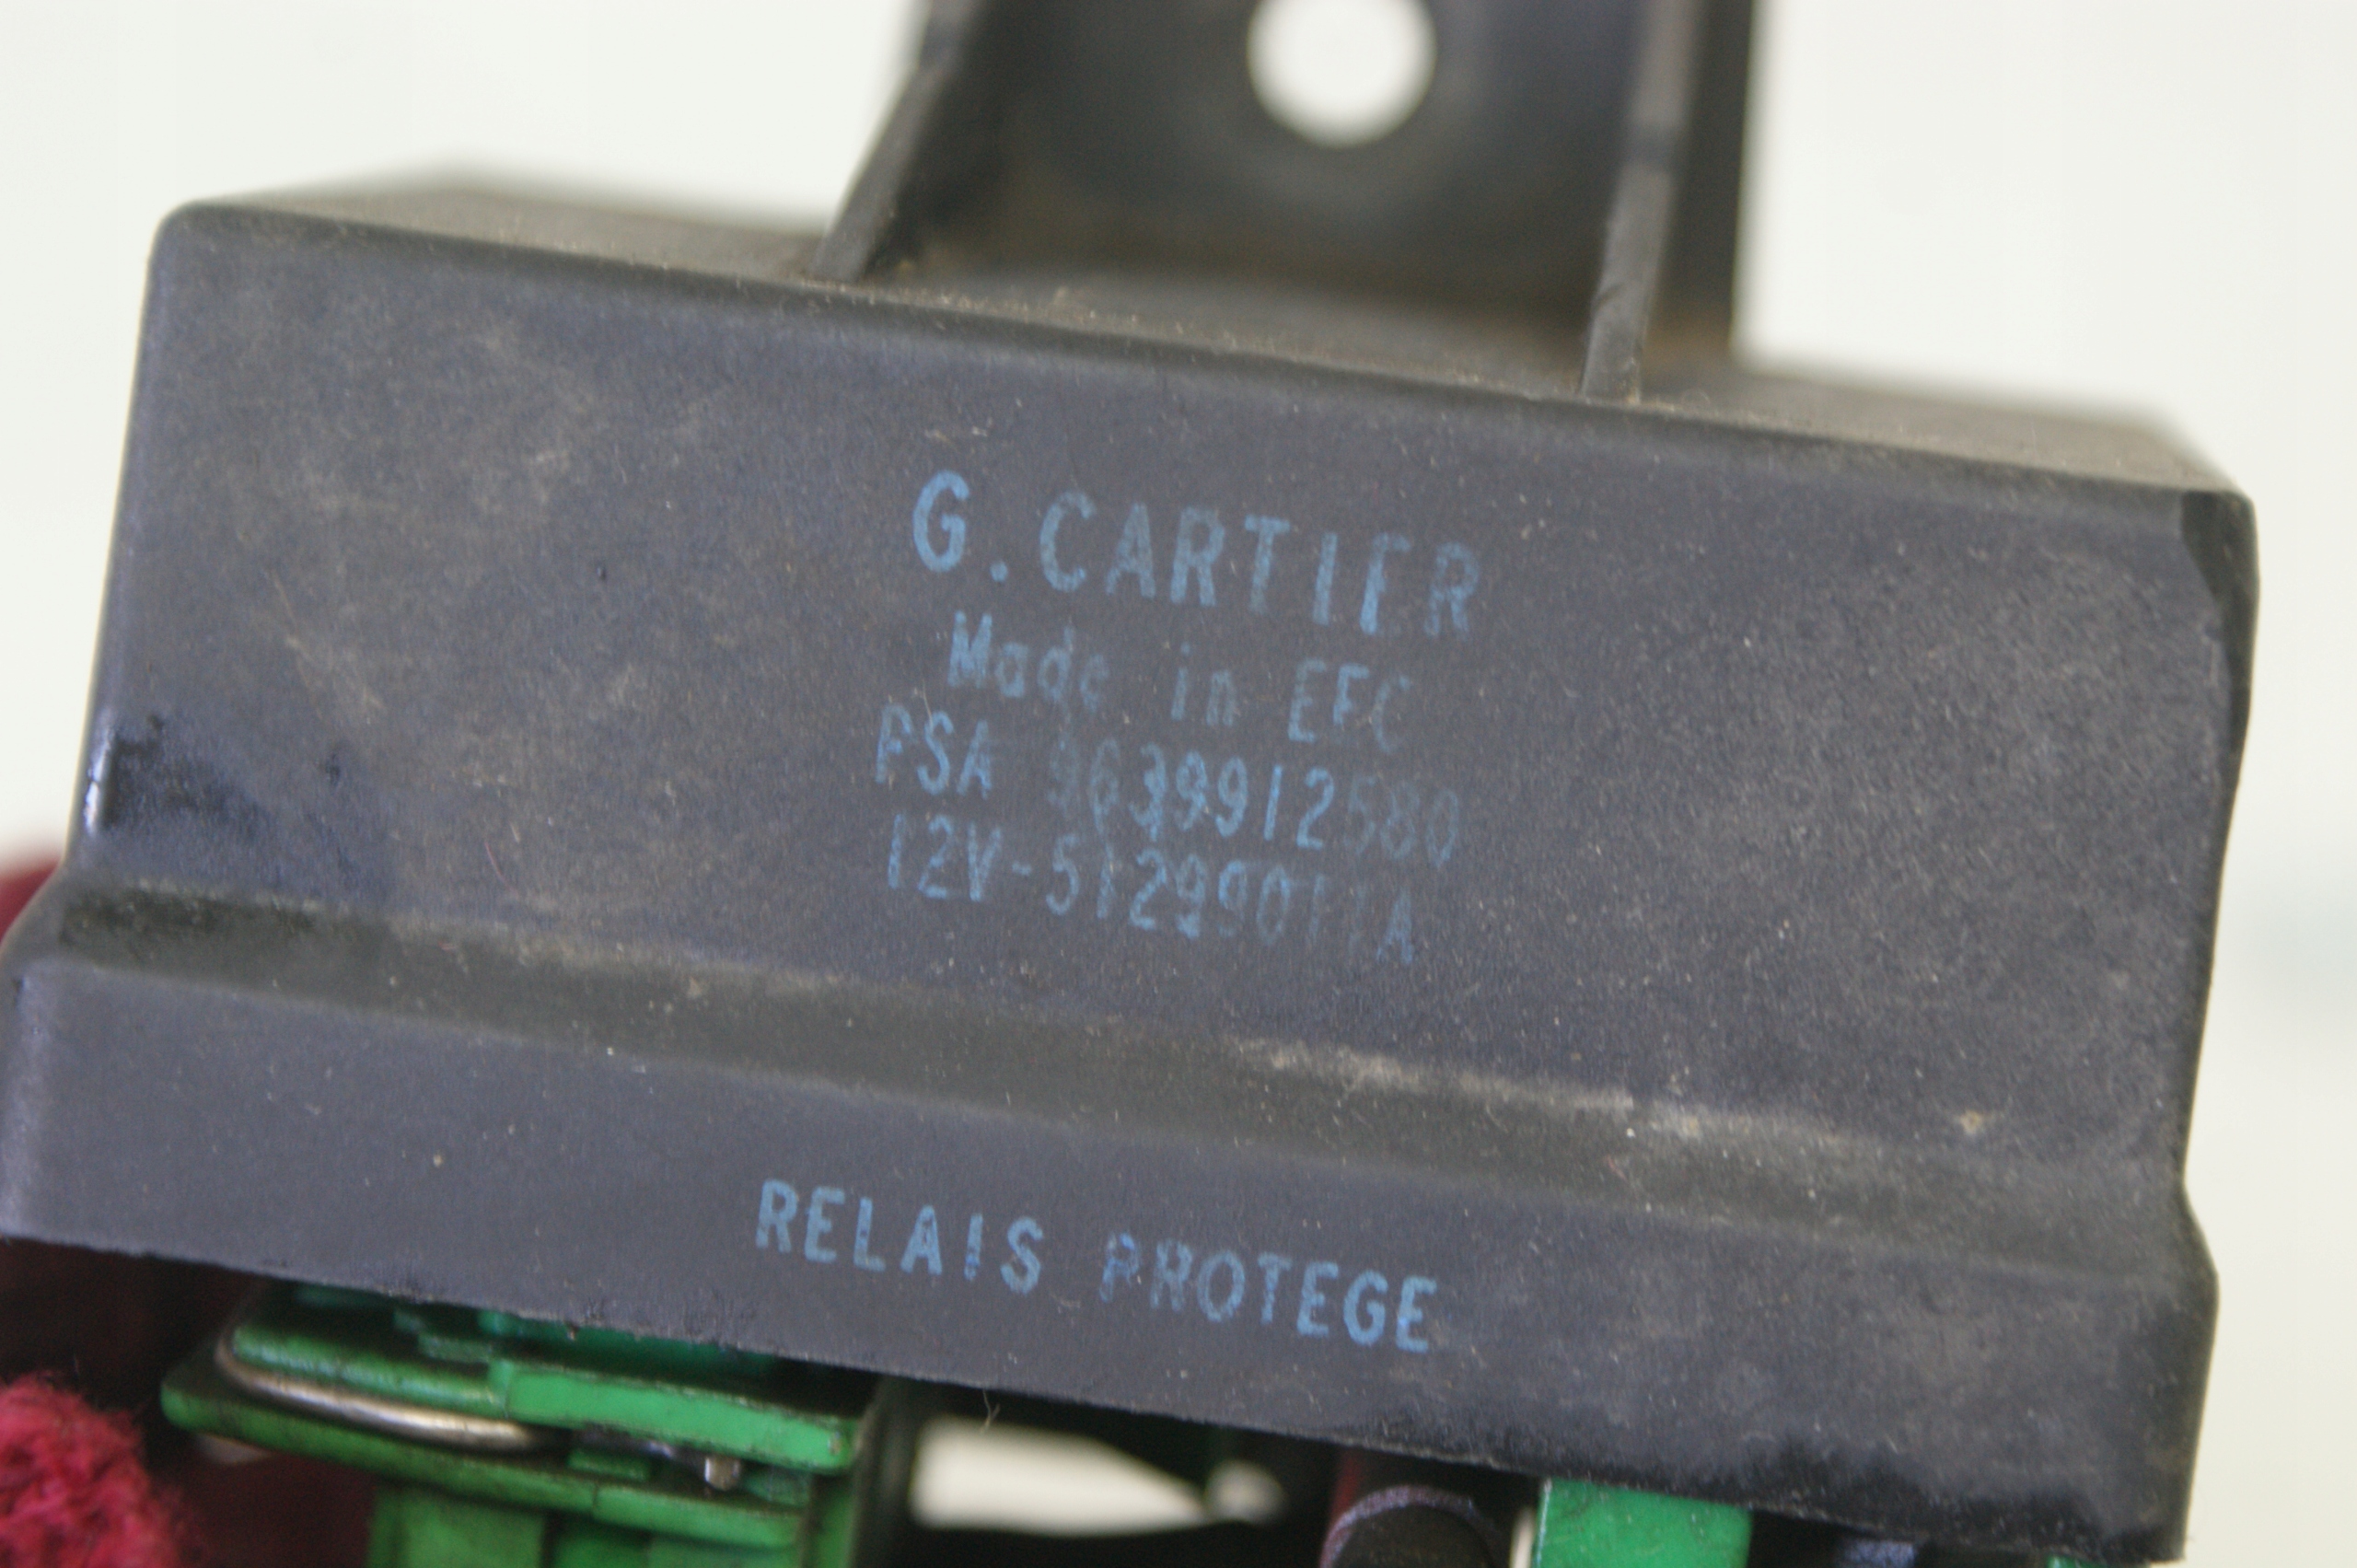 G.CARTIER
Made in EEC
PSA 9639912580
12V-51299011A
RELAIS PROTEGE